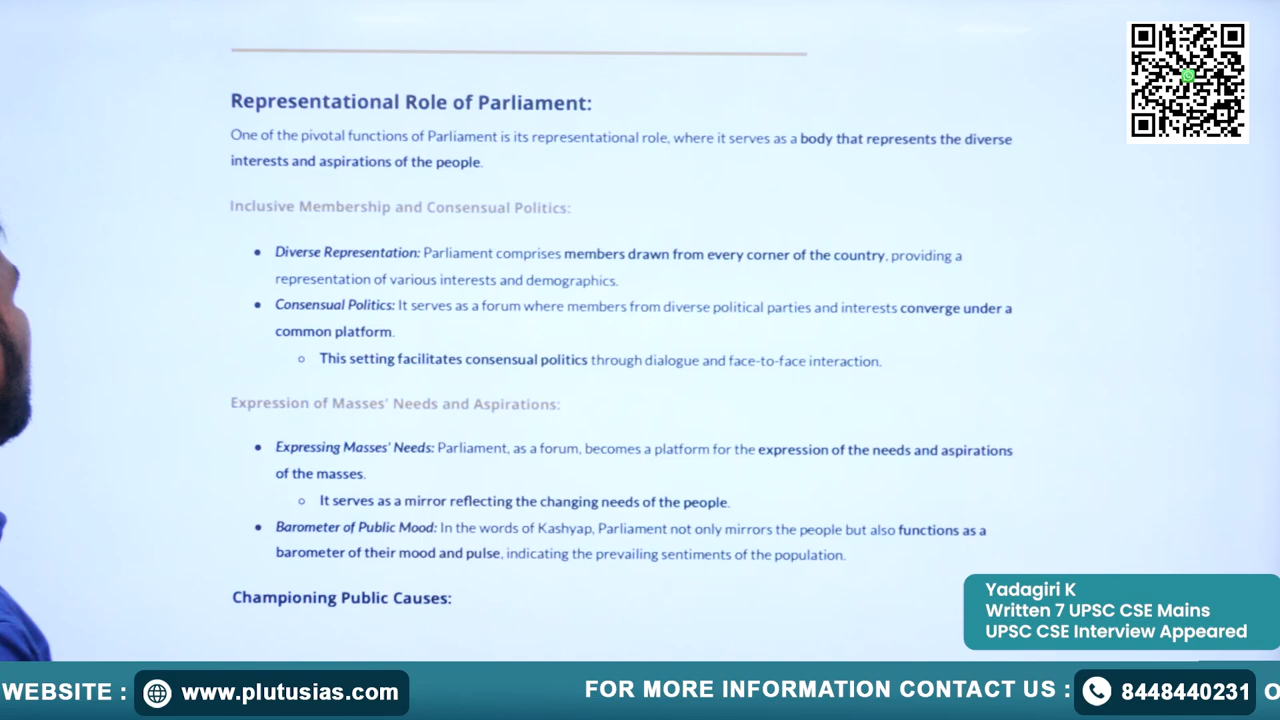 Representational Role of Parliament:
One of the pivotal functions of Parliament is its representational role, where it serves as a body that represents the diverse
interests and aspirations of the people.
Inclusive Membership and Consensual Politics:
• Diverse Representation: Parliament comprises members drawn from every corner of the country, providing a
representation of various interests and demographics.
• Consensual Politics: It serves as a forum where members from diverse political parties and interests converge under a
common platform.
○ This setting facilitates consensual politics through dialogue and face-to-face interaction.
Expression of Masses' Needs and Aspirations:
• Expressing Masses' Needs: Parliament, as a forum, becomes a platform for the expression of the needs and aspirations
of the masses.
○ It serves as a mirror reflecting the changing needs of the people.
• Barometer of Public Mood: In the words of Kashyap, Parliament not only mirrors the people but also functions as a
barometer of their mood and pulse, indicating the prevailing sentiments of the population.
Championing Public Causes:
Yadagiri K
Written 7 UPSC CSE Mains
UPSC CSE Interview Appeared
WEBSITE : www.plutusias.com FOR MORE INFORMATION CONTACT US : 8448440231 O